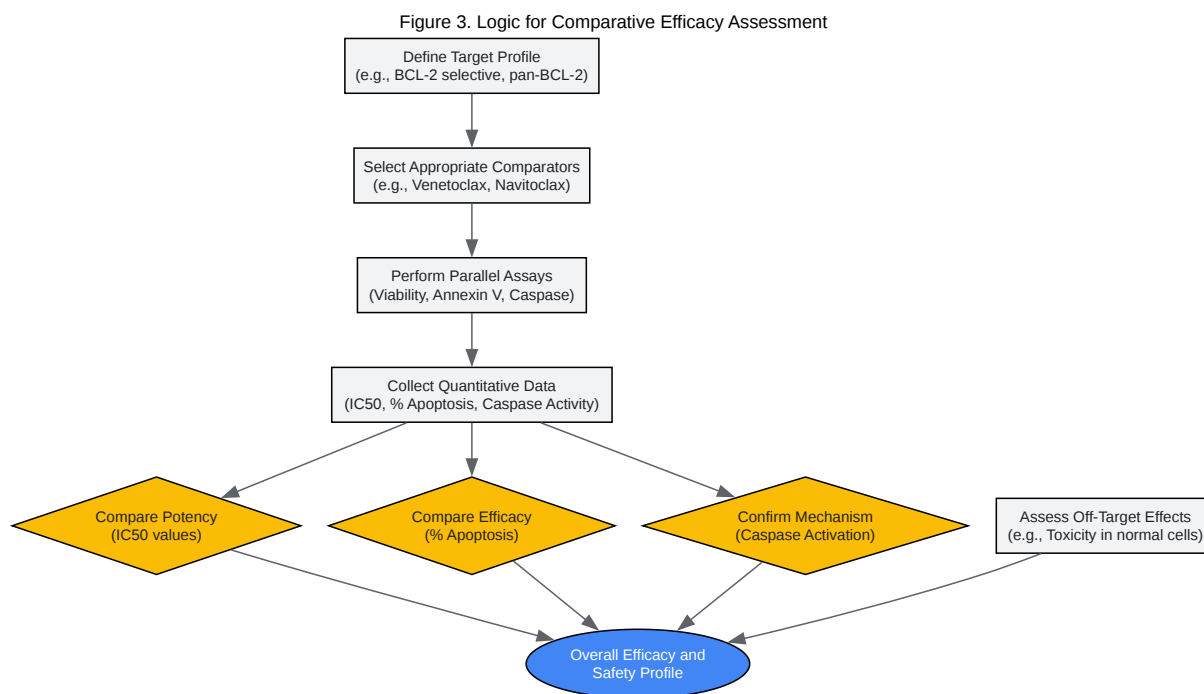 Figure 3. Logic for Comparative Efficacy Assessment
Define Target Profile
(e.g., BCL-2 selective, pan-BCL-2)
Select Appropriate Comparators
(e.g., Venetoclax, Navitoclax)
Perform Parallel Assays
(Viability, Annexin V, Caspase)
Collect Quantitative Data
(IC50, % Apoptosis, Caspase Activity)
Compare Potency
(IC50 values)
Compare Efficacy
(% Apoptosis)
Confirm Mechanism
(Caspase Activation)
Assess Off-Target Effects
(e.g., Toxicity in normal cells)
Overall Efficacy and
Safety Profile